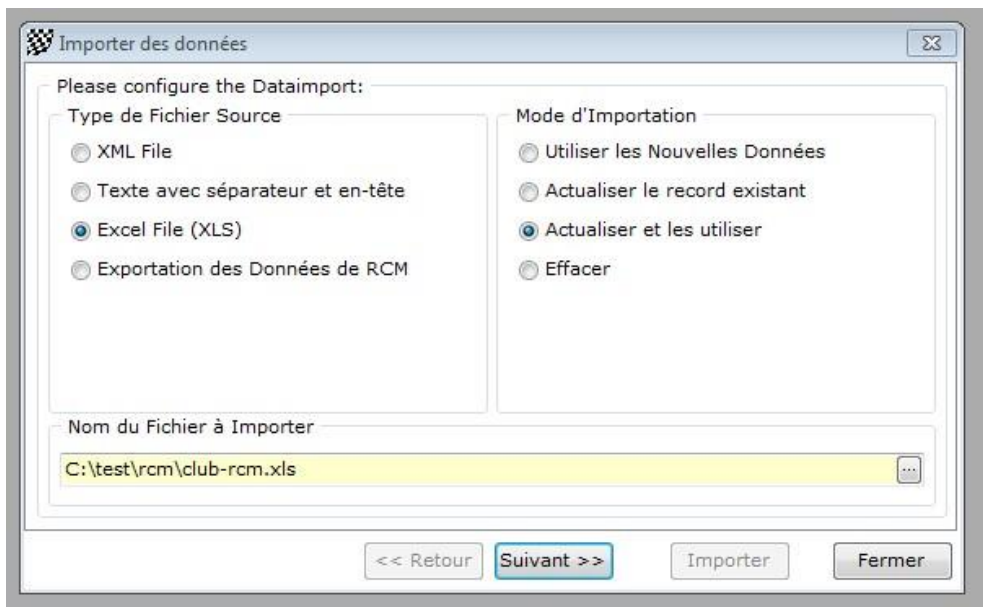 Importer des données
Please configure the Dataimport:
Type de Fichier Source
XML File
Texte avec séparateur et en-tête
Excel File (XLS)
Exportation des Données de RCM
Mode d'Importation
Utiliser les Nouvelles Données
Actualiser le record existant
Actualiser et les utiliser
Effacer
Nom du Fichier à Importer
C:\test\rcm\club-rcm.xls
...
<< Retour
Suivant >>
Importer
Fermer